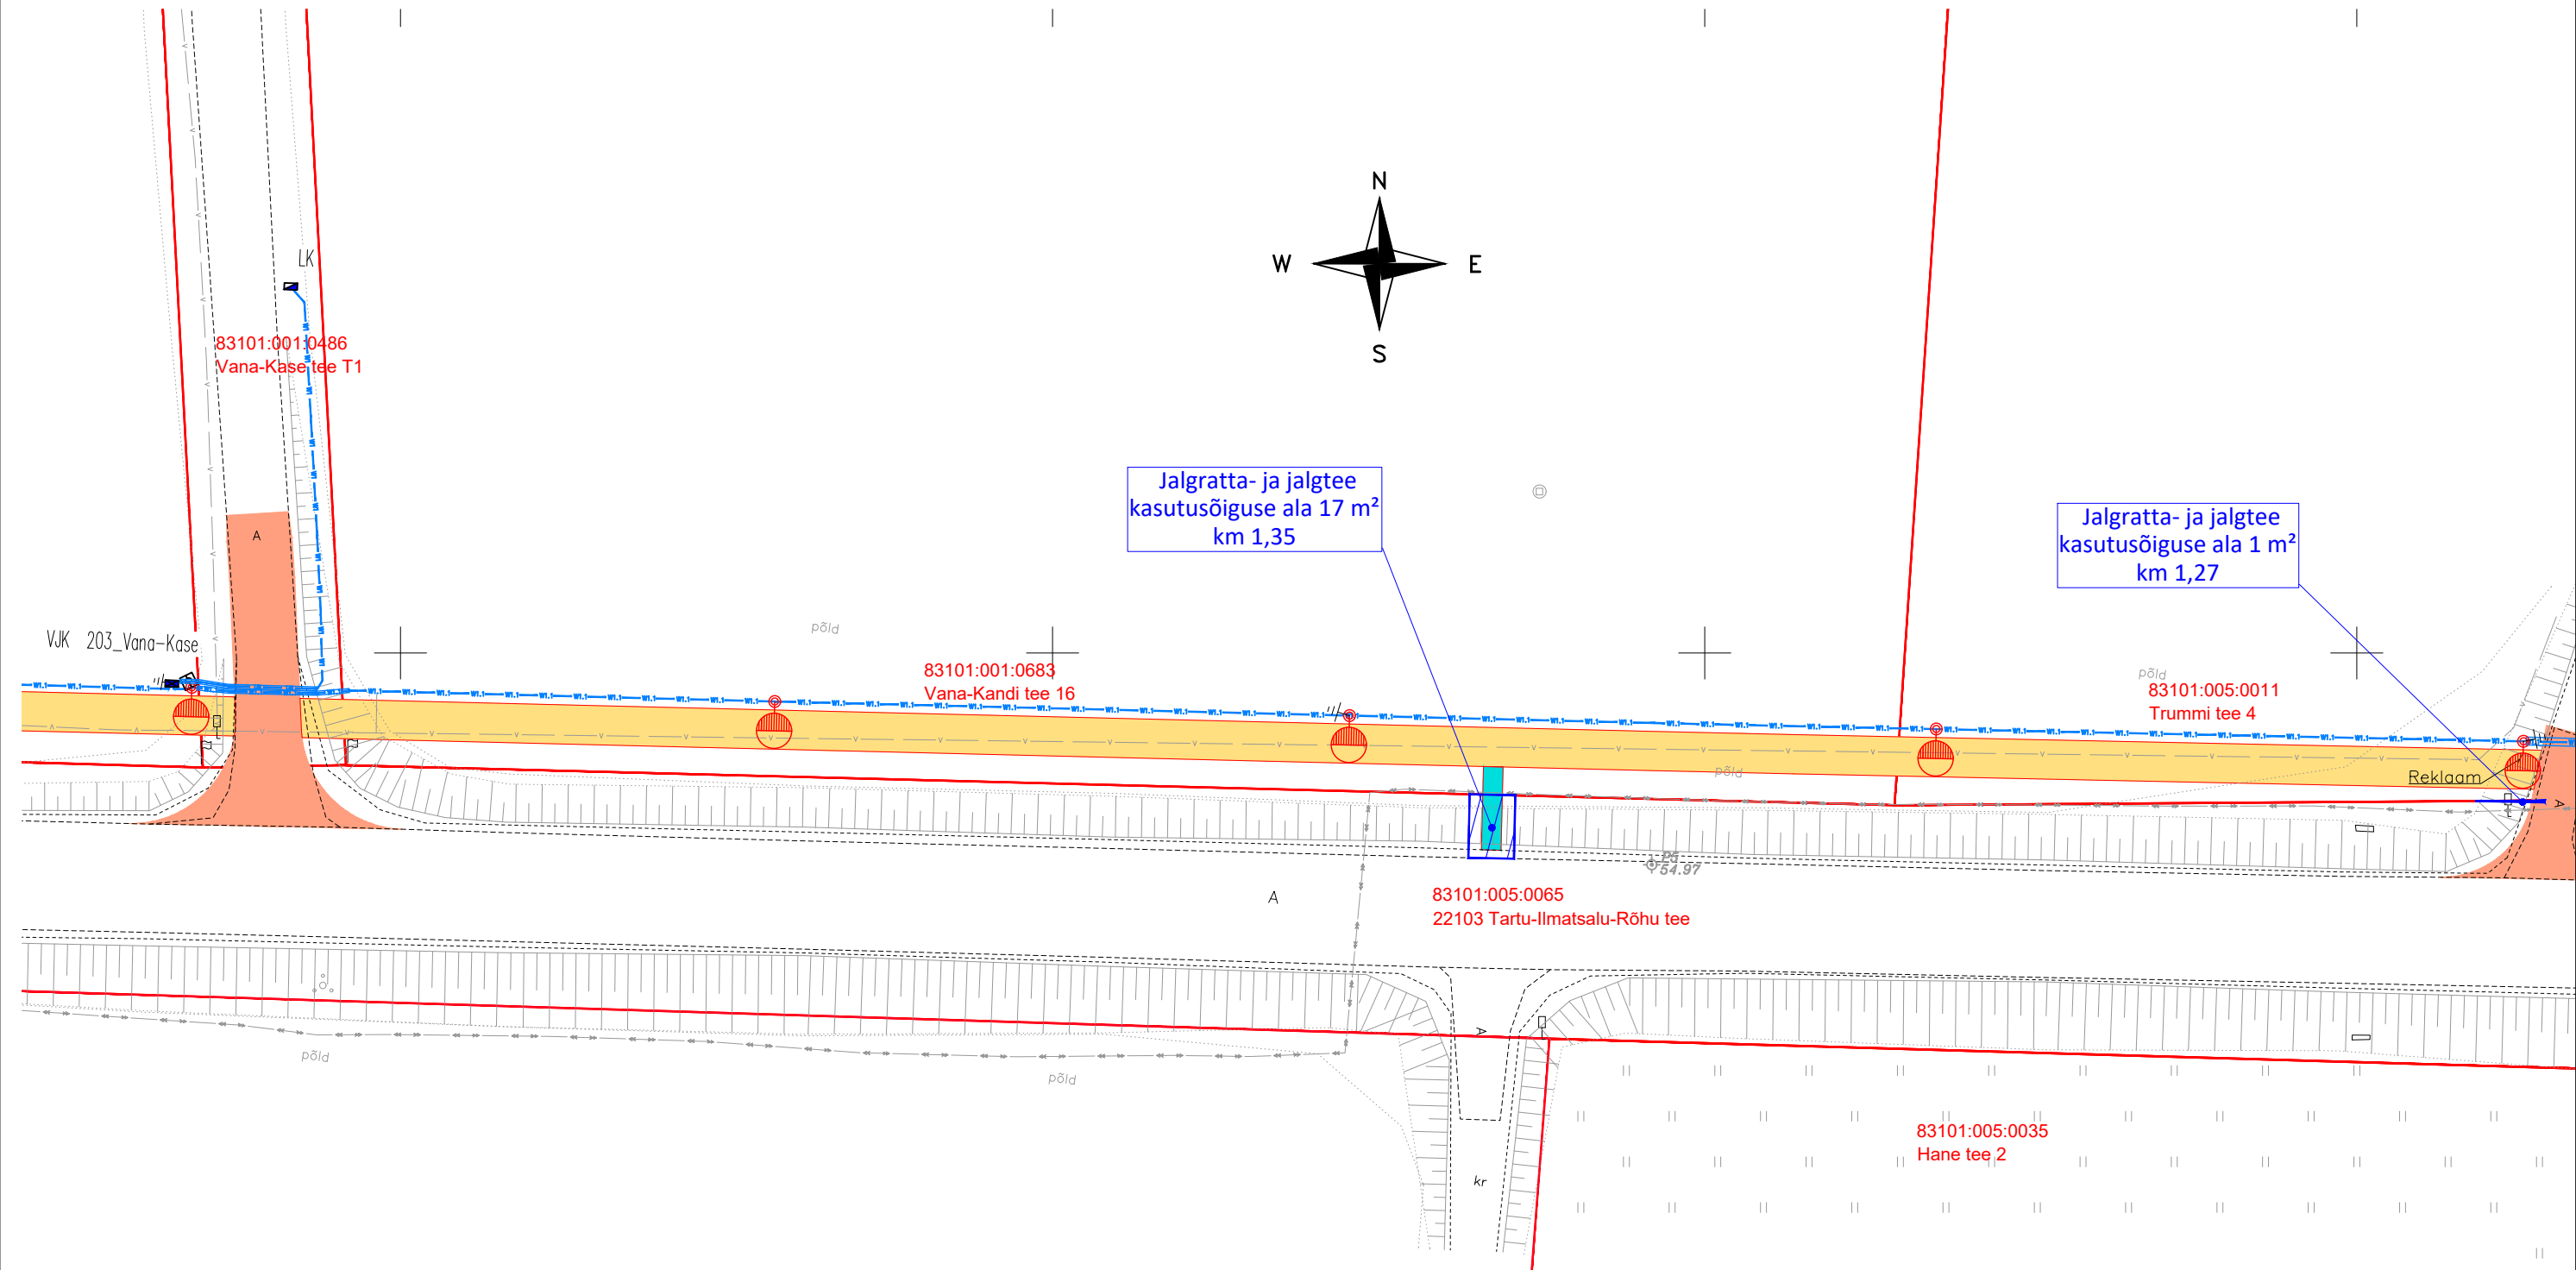 N
W
E
S
LK
83101:001:0486
Vana-Kase tee T1
Jalgratta- ja jalgtee
kasutusõiguse ala 17 m²
km 1,35
Jalgratta- ja jalgtee
kasutusõiguse ala 1 m²
km 1,27
A
VJK 203_Vana-Kase
põld
83101:001:0683
Vana-Kandi tee 16
põld
83101:005:0011
Trummi tee 4
põld
Reklaam
A
P5
54.97
A
83101:005:0065
22103 Tartu-Ilmatsalu-Rõhu tee
A
põld
põld
83101:005:0035
Hane tee 2
kr